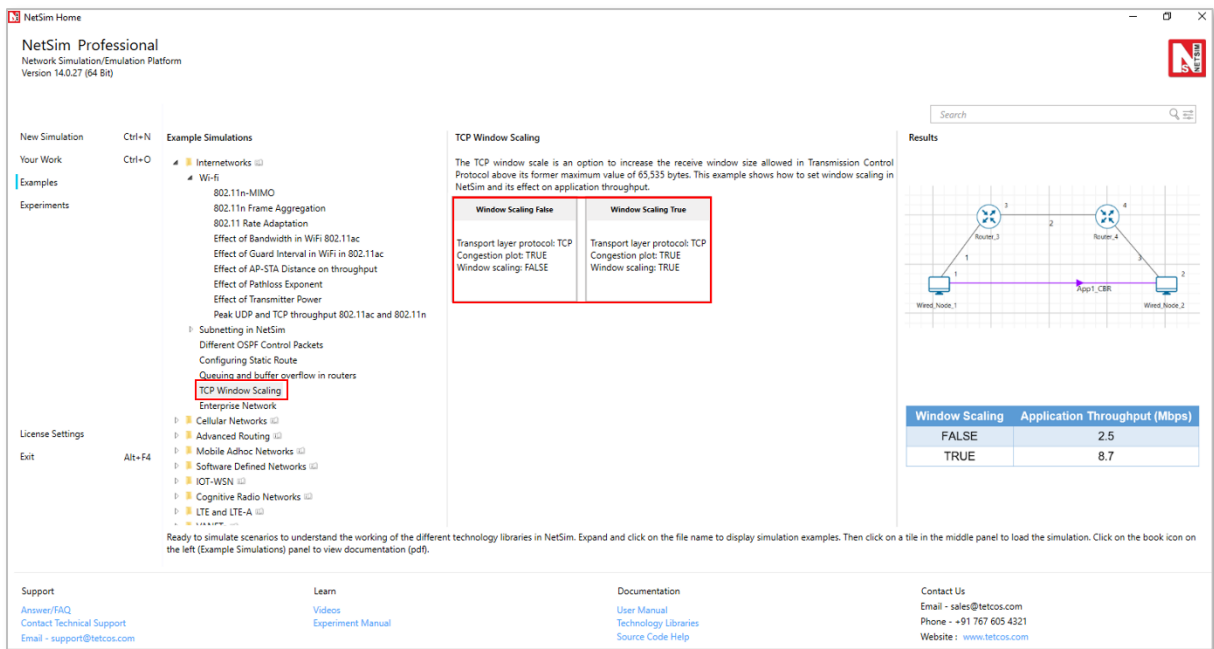 NetSim Home
NetSim Professional
Network Simulation/Emulation Platform
Version 14.0.27 (64 Bit)
NETSIM
Search
New Simulation Ctrl+N
Your Work Ctrl+O
Examples
Experiments
License Settings
Exit Alt+F4
Example Simulations
Internetworks
Wi-fi
802.11n-MIMO
802.11n Frame Aggregation
802.11 Rate Adaptation
Effect of Bandwidth in WiFi 802.11ac
Effect of Guard Interval in WiFi in 802.11ac
Effect of AP-STA Distance on throughput
Effect of Pathloss Exponent
Effect of Transmitter Power
Peak UDP and TCP throughput 802.11ac and 802.11n
Subnetting in NetSim
Different OSPF Control Packets
Configuring Static Route
Queuing and buffer overflow in routers
TCP Window Scaling
Enterprise Network
Cellular Networks
Advanced Routing
Mobile Adhoc Networks
Software Defined Networks
IOT-WSN
Cognitive Radio Networks
LTE and LTE-A
TCP Window Scaling
The TCP window scale is an option to increase the receive window size allowed in Transmission Control
Protocol above its former maximum value of 65,535 bytes. This example shows how to set window scaling in
NetSim and its effect on application throughput.
Window Scaling False
Transport layer protocol: TCP
Congestion plot: TRUE
Window scaling: FALSE
Window Scaling True
Transport layer protocol: TCP
Congestion plot: TRUE
Window scaling: TRUE
Results
3
4
2
Router_3
Router_4
1
3
1
2
App1_CBR
Wired_Node_1
Wired_Node_2
Window Scaling Application Throughput (Mbps)
FALSE 2.5
TRUE 8.7
Ready to simulate scenarios to understand the working of the different technology libraries in NetSim. Expand and click on the file name to display simulation examples. Then click on a tile in the middle panel to load the simulation. Click on the book icon on
the left (Example Simulations) panel to view documentation (pdf).
Support
Answer/FAQ
Contact Technical Support
Email - support@tetcos.com
Learn
Videos
Experiment Manual
Documentation
User Manual
Technology Libraries
Source Code Help
Contact Us
Email - sales@tetcos.com
Phone - +91 767 605 4321
Website : www.tetcos.com